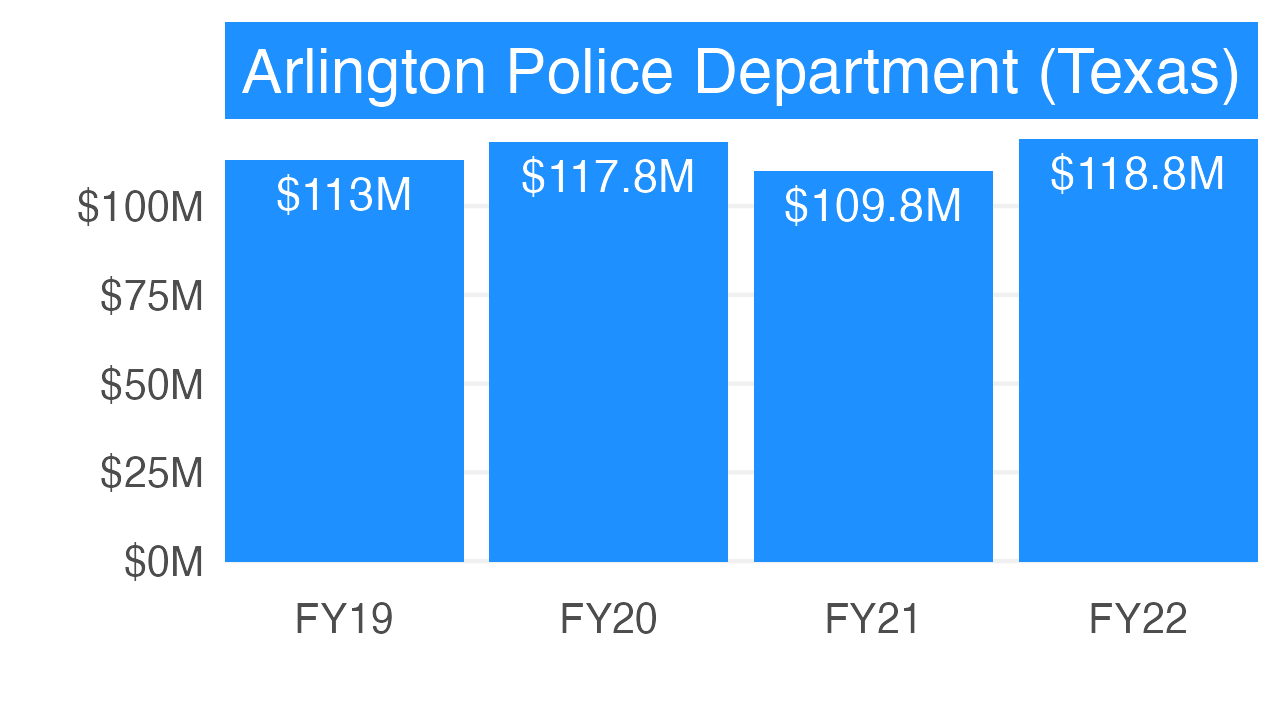 Arlington Police Department (Texas)
$113M
$117.8M
$109.8M
$118.8M
$100M
$75M
$50M
$25M
$0M
FY19
FY20
FY21
FY22